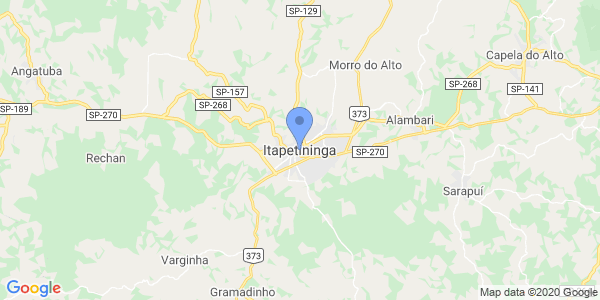 SP-129
Capela do Alto
Morro do Alto
Angatuba
SP-157
SP-268
SP-141
SP-189
SP-270
SP-268
373
Alambari
Itapetininga
SP-270
Rechan
Sarapuí
Varginha
373
Gramadinho
Google
Map data ©2020 Google